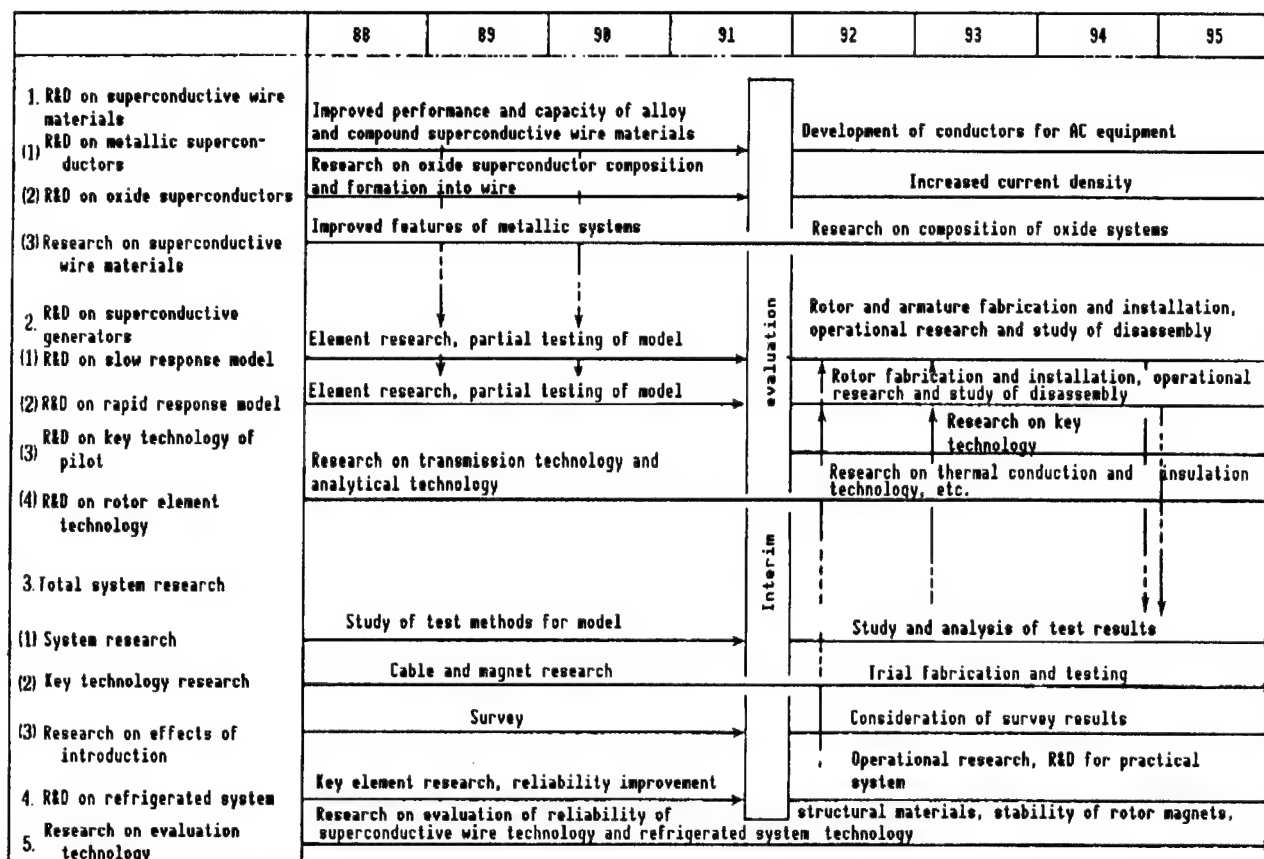 88 89 90 91 92 93 94 95
1. R&D on superconductive wire
materials
Improved performance and capacity of alloy
and compound superconductive wire materials
Development of conductors for AC equipment
(1) R&D on metallic supercon-
ductors
Research on oxide superconductor composition
and formation into wire
Increased current density
(2) R&D on oxide superconductors
Improved features of metallic systems
Research on composition of oxide systems
(3) Research on superconductive
wire materials
2. R&D on superconductive
generators
Rotor and armature fabrication and installation,
operational research and study of disassembly
Element research, partial testing of model
(1) R&D on slow response model
Rotor fabrication and installation, operational
research and study of disassembly
Element research, partial testing of model
(2) R&D on rapid response model
Research on key
technology
(3) R&D on key technology of
pilot
Research on transmission technology and
analytical technology
Research on thermal conduction and insulation
technology, etc.
(4) R&D on rotor element
technology
Interim evaluation
3. Total system research
Study of test methods for model
Study and analysis of test results
(1) System research
Cable and magnet research
Trial fabrication and testing
(2) Key technology research
Survey
Consideration of survey results
(3) Research on effects of
introduction
Operational research, R&D for practical
system
Key element research, reliability improvement
4. R&D on refrigerated system
Research on evaluation of reliability of structural materials, stability of rotor magnets,
superconductive wire technology and refrigerated system technology
5. Research on evaluation
technology